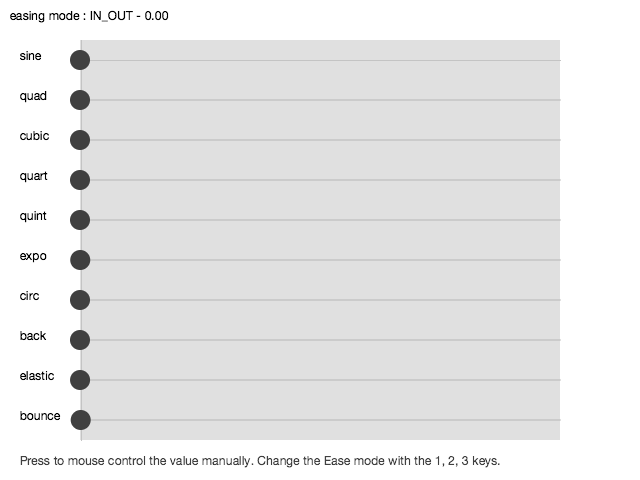 easing mode : IN_OUT - 0.00
sine
quad
cubic
quart
quint
expo
circ
back
elastic
bounce
Press to mouse control the value manually. Change the Ease mode with the 1, 2, 3 keys.